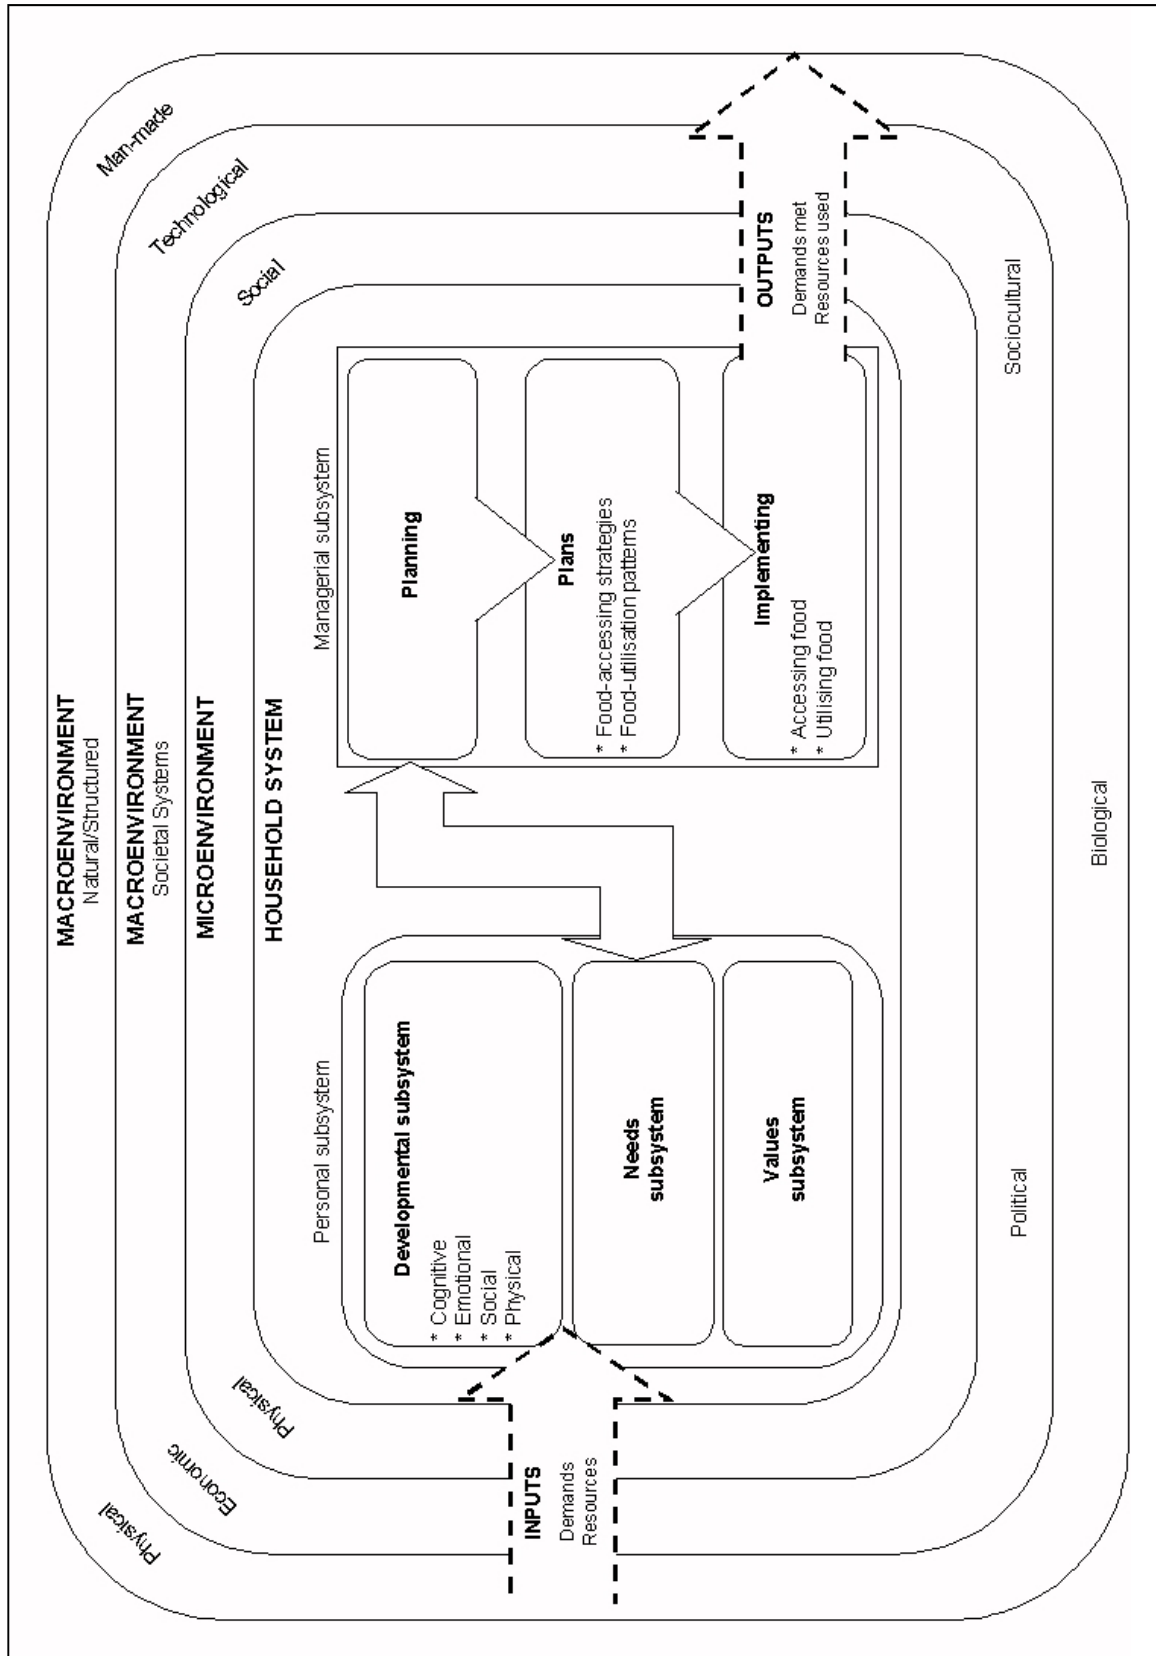 MACROENVIRONMENT
Natural/Structured
Physical
Man-made
MACROENVIRONMENT
Societal Systems
Economic
Technological
MICROENVIRONMENT
Physical
Social
HOUSEHOLD SYSTEM
Personal subsystem
Developmental subsystem
* Cognitive
* Emotional
* Social
* Physical
Needs
subsystem
Values
subsystem
Managerial subsystem
Planning
Plans
* Food-accessing strategies
* Food-utilisation patterns
Implementing
* Accessing food
* Utilising food
INPUTS
Demands
Resources
OUTPUTS
Demands met
Resources used
Political
Sociocultural
Biological